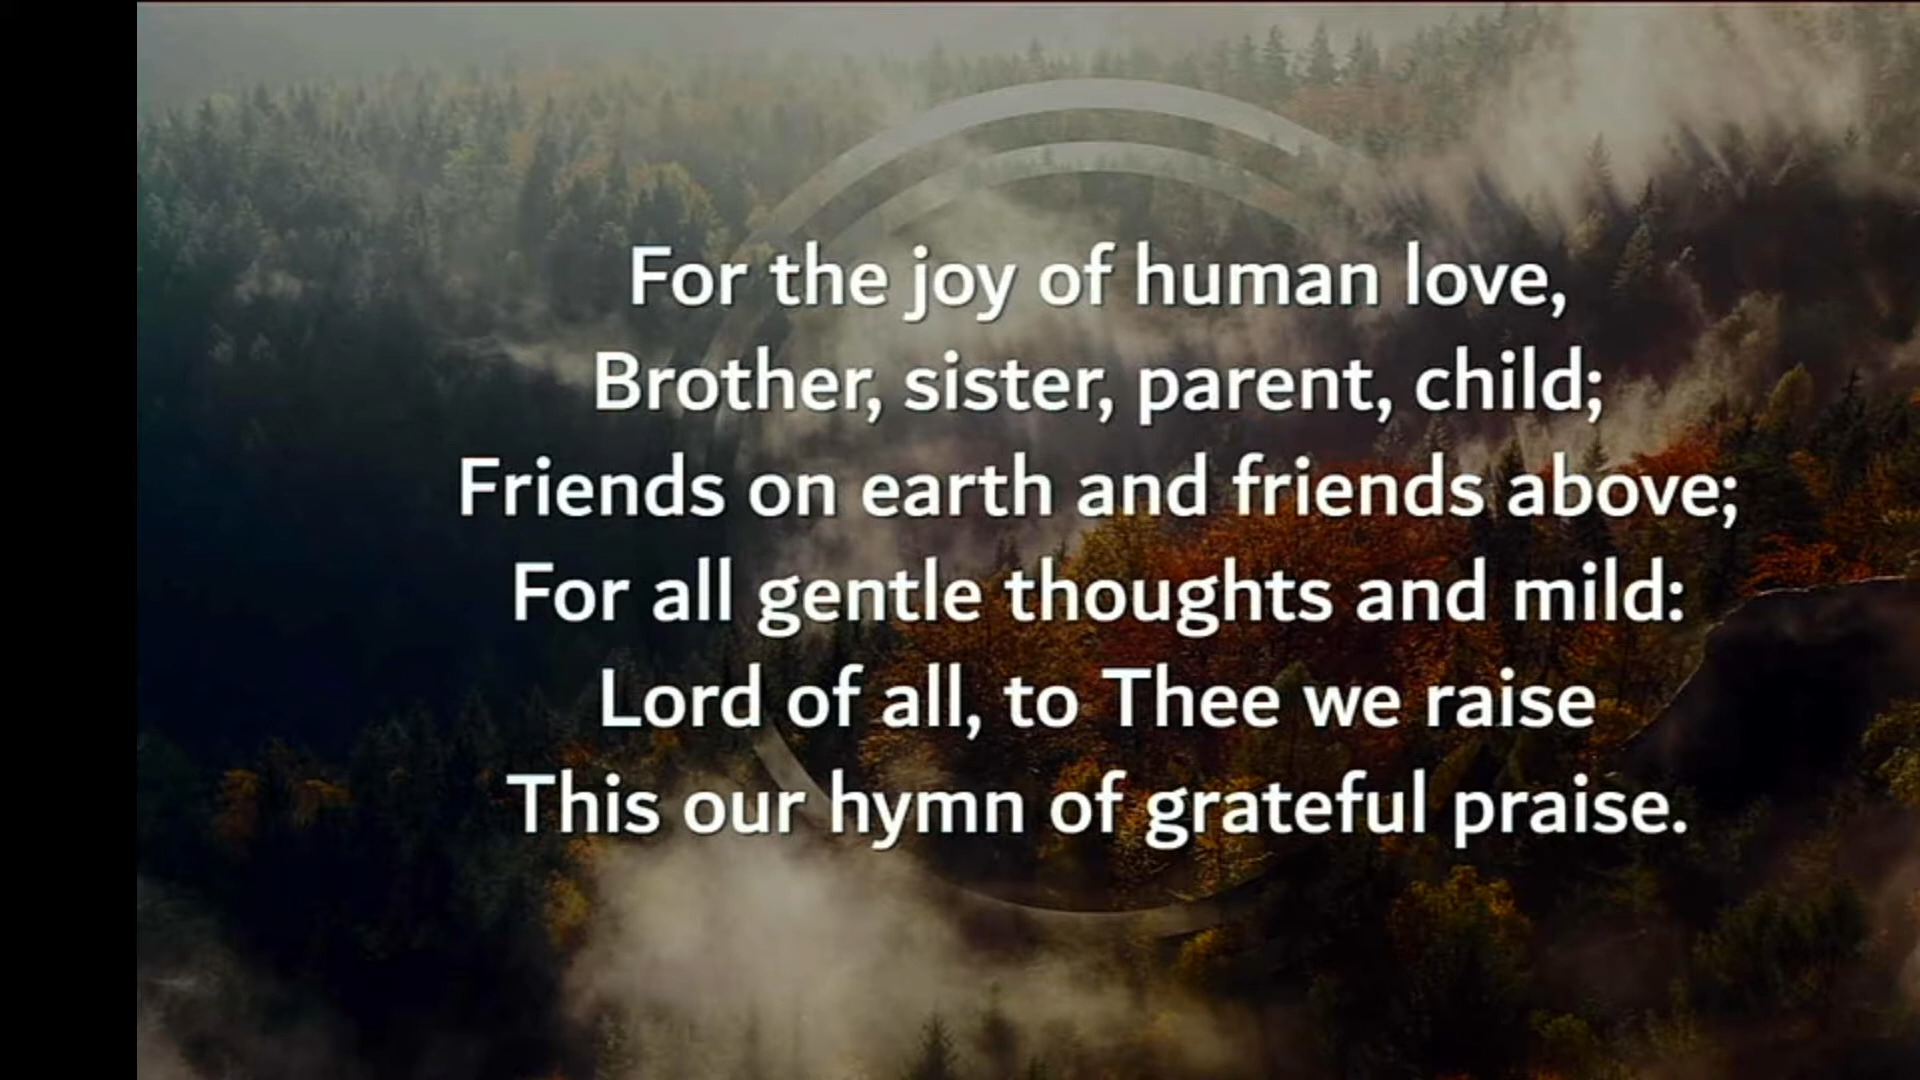 For the joy of human love,
Brother, sister, parent, child;
Friends on earth and friends above;
For all gentle thoughts and mild:
Lord of all, to Thee we raise
This our hymn of grateful praise.